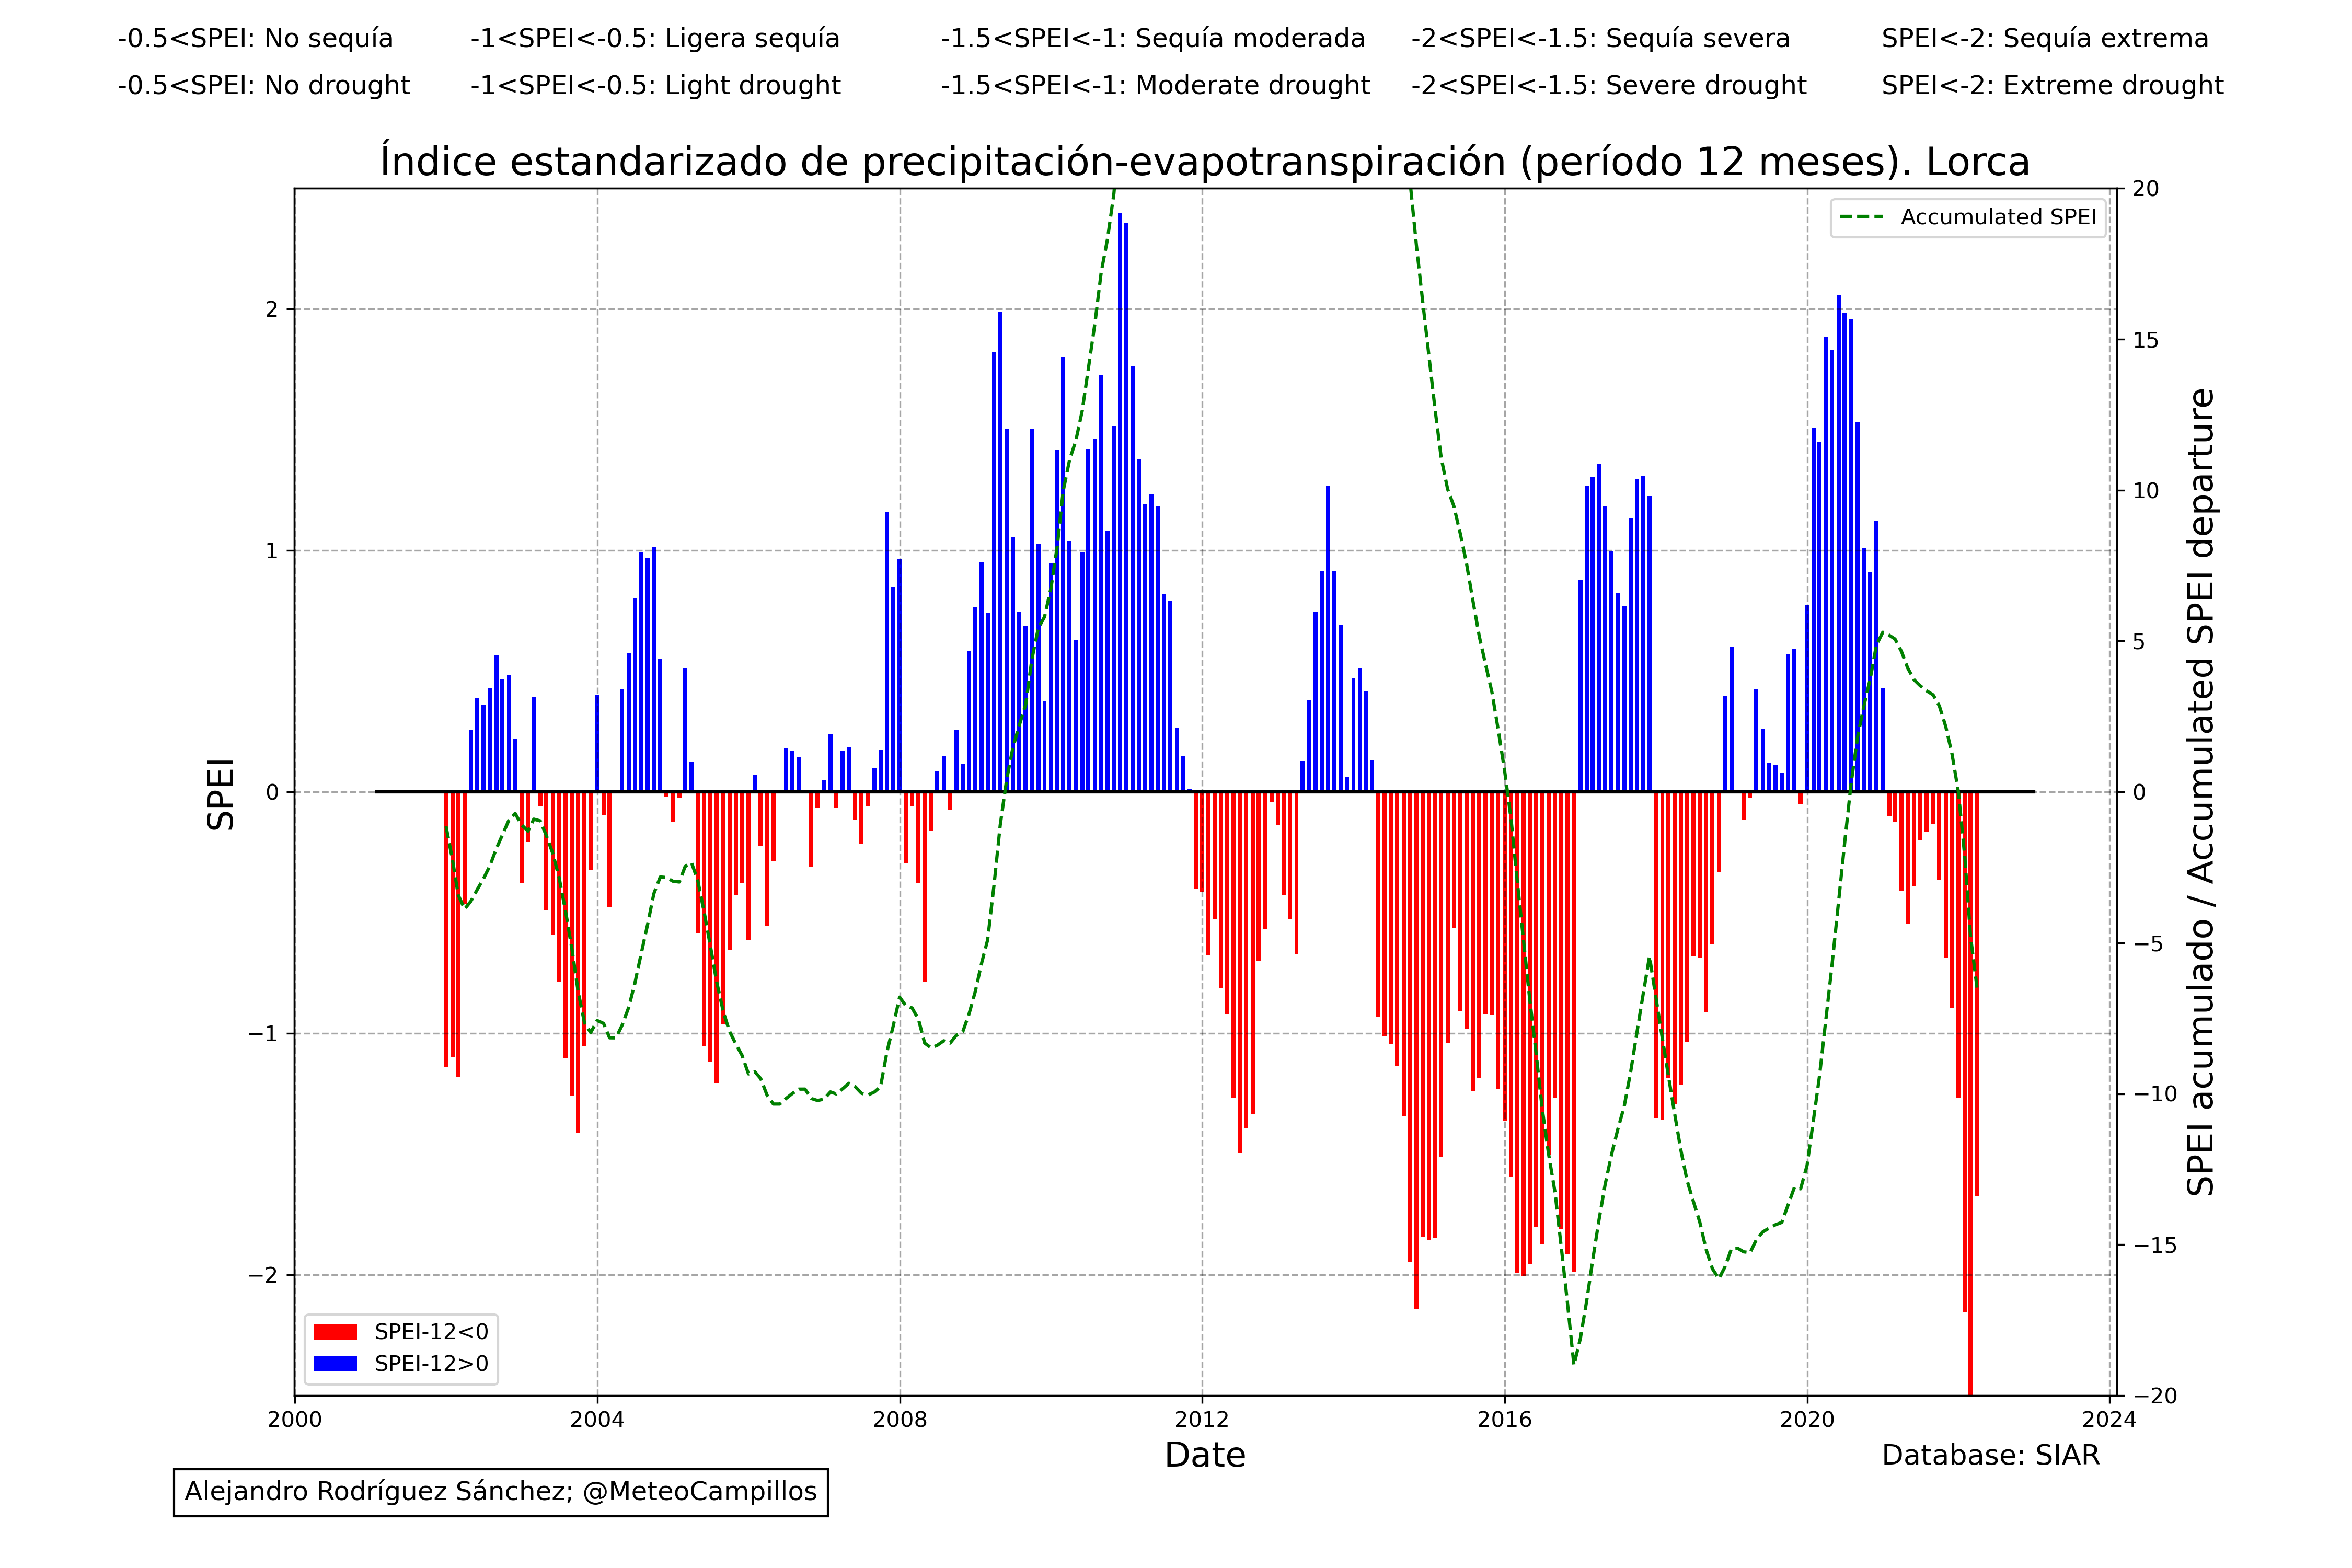 -0.5<SPEI: No sequía
-1<SPEI<-0.5: Ligera sequía
-1.5<SPEI<-1: Sequía moderada
-2<SPEI<-1.5: Sequía severa
SPEI<-2: Sequía extrema
-0.5<SPEI: No drought
-1<SPEI<-0.5: Light drought
-1.5<SPEI<-1: Moderate drought
-2<SPEI<-1.5: Severe drought
SPEI<-2: Extreme drought
Índice estandarizado de precipitación-evapotranspiración (período 12 meses). Lorca
SPEI
2
1
0
−1
−2
Accumulated SPEI
20
15
10
5
0
−5
−10
−15
−20
SPEI acumulado / Accumulated SPEI departure
SPEI-12<0
SPEI-12>0
2000
2004
2008
2012
2016
2020
2024
Date
Database: SIAR
Alejandro Rodríguez Sánchez; @MeteoCampillos